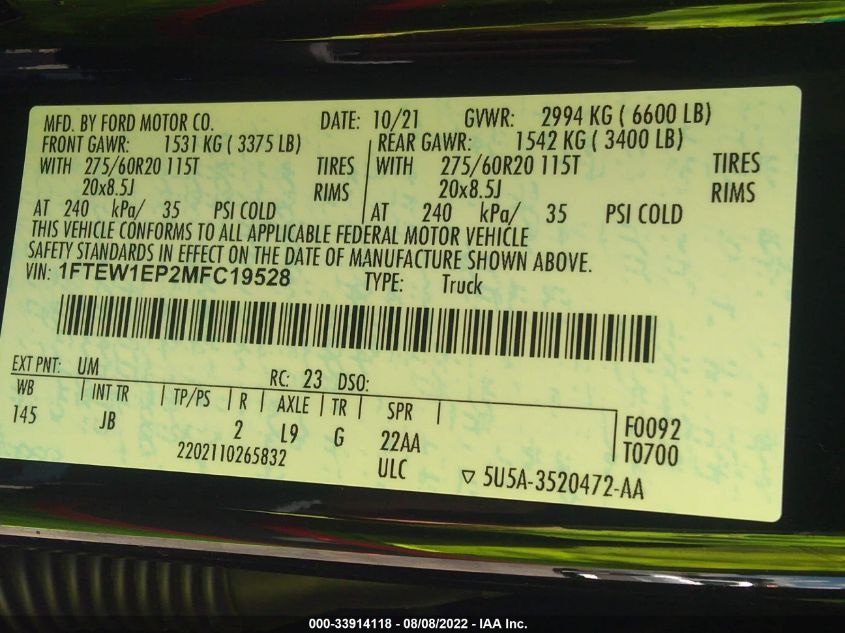 MFD. BY FORD MOTOR CO. DATE: 10/21 GVWR: 2994 KG ( 6600 LB)
FRONT GAWR: 1531 KG ( 3375 LB) REAR GAWR: 1542 KG ( 3400 LB)
WITH 275/60R20 115T TIRES WITH 275/60R20 115T TIRES
20x8.5J RIMS 20x8.5J RIMS
AT 240 kPa/ 35 PSI COLD AT 240 kPa/ 35 PSI COLD
THIS VEHICLE CONFORMS TO ALL APPLICABLE FEDERAL MOTOR VEHICLE
SAFETY STANDARDS IN EFFECT ON THE DATE OF MANUFACTURE SHOWN ABOVE.
VIN: 1FTEW1EP2MFC19528 TYPE: Truck
EXT PNT: UM RC: 23 DSO:
WB INT TR TP/PS R AXLE TR SPR
145 JB 2 L9 G 22AA F0092
2202110265832 ULC T0700
5U5A-3520472-AA
000-33914118 - 08/08/2022 - IAA Inc.